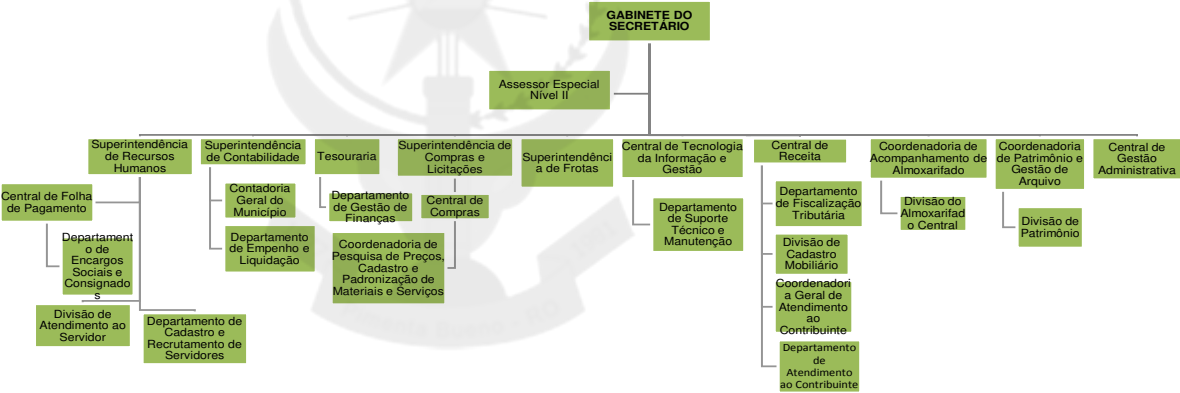 GABINETE DO
SECRETÁRIO
Assessor Especial
Nível II
Superintendência
de Recursos
Humanos
Superintendência
de Contabilidade
Tesouraria
Superintendência de
Compras e
Licitações
Superintendênci
a de Frotas
Central de Tecnologia
da Informação e
Gestão
Central de
Receita
Coordenadoria de
Acompanhamento de
Almoxarifado
Coordenadoria
de Patrimônio e
Gestão de
Arquivo
Central de
Gestão
Administrativa
Central de Folha
de Pagamento
Departament
o de
Encargos
Sociais e
Consignado
s
Divisão de
Atendimento ao
Servidor
Departamento de
Cadastro e
Recrutamento de
Servidores
Contadoria
Geral do
Município
Departamento
de Empenho e
Liquidação
Departamento
de Gestão de
Finanças
Central de
Compras
Coordenadoria de
Pesquisa de Preços,
Cadastro e
Padronização de
Materiais e Serviços
Departamento
de Suporte
Técnico e
Manutenção
Departamento
de Fiscalização
Tributária
Divisão de
Cadastro
Mobiliário
Coordenadori
a Geral de
Atendimento
ao
Contribuinte
Departamento
de
Atendimento
ao Contribuinte
Divisão do
Almoxarifad
o Central
Divisão de
Patrimônio